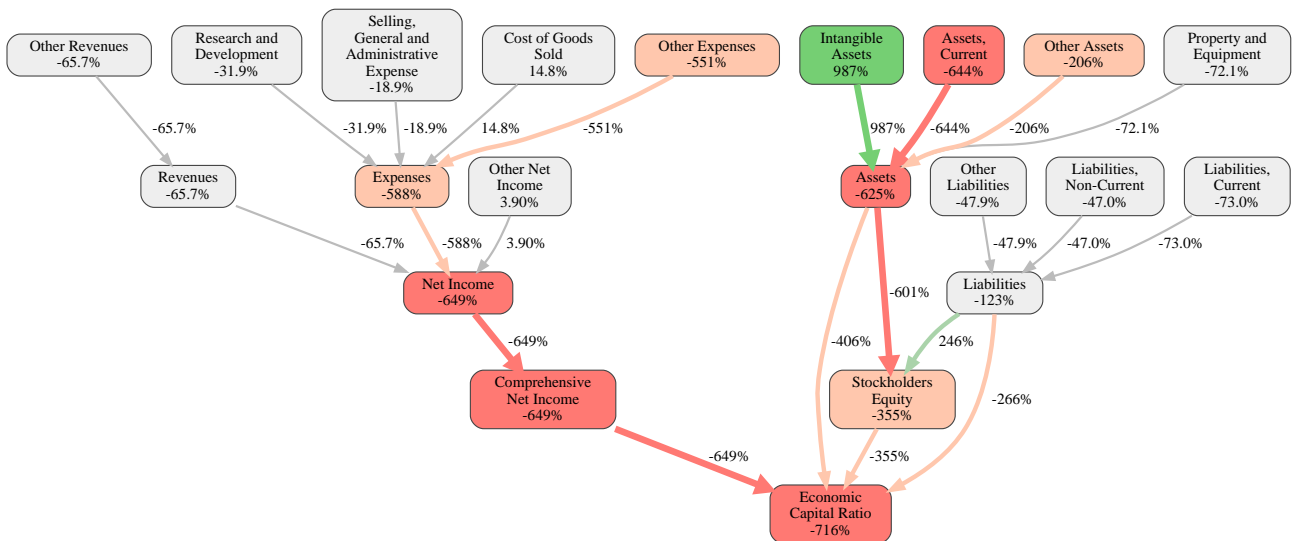 Other Revenues
-65.7%
Research and
Development
-31.9%
Selling,
General and
Administrative
Expense
-18.9%
Cost of Goods
Sold
14.8%
Other Expenses
-551%
Intangible
Assets
987%
Assets,
Current
-644%
Other Assets
-206%
Property and
Equipment
-72.1%
-65.7%
-31.9%
-18.9%
14.8%
-551%
987%
-644%
-206%
-72.1%
Revenues
-65.7%
Expenses
-588%
Other Net
Income
3.90%
Assets
-625%
Other
Liabilities
-47.9%
Liabilities,
Non-Current
-47.0%
Liabilities,
Current
-73.0%
-65.7%
-588%
3.90%
-47.9%
-47.0%
-73.0%
Net Income
-649%
-601%
Liabilities
-123%
-649%
-406%
246%
Comprehensive
Net Income
-649%
Stockholders
Equity
-355%
-266%
-649%
-355%
Economic
Capital Ratio
-716%